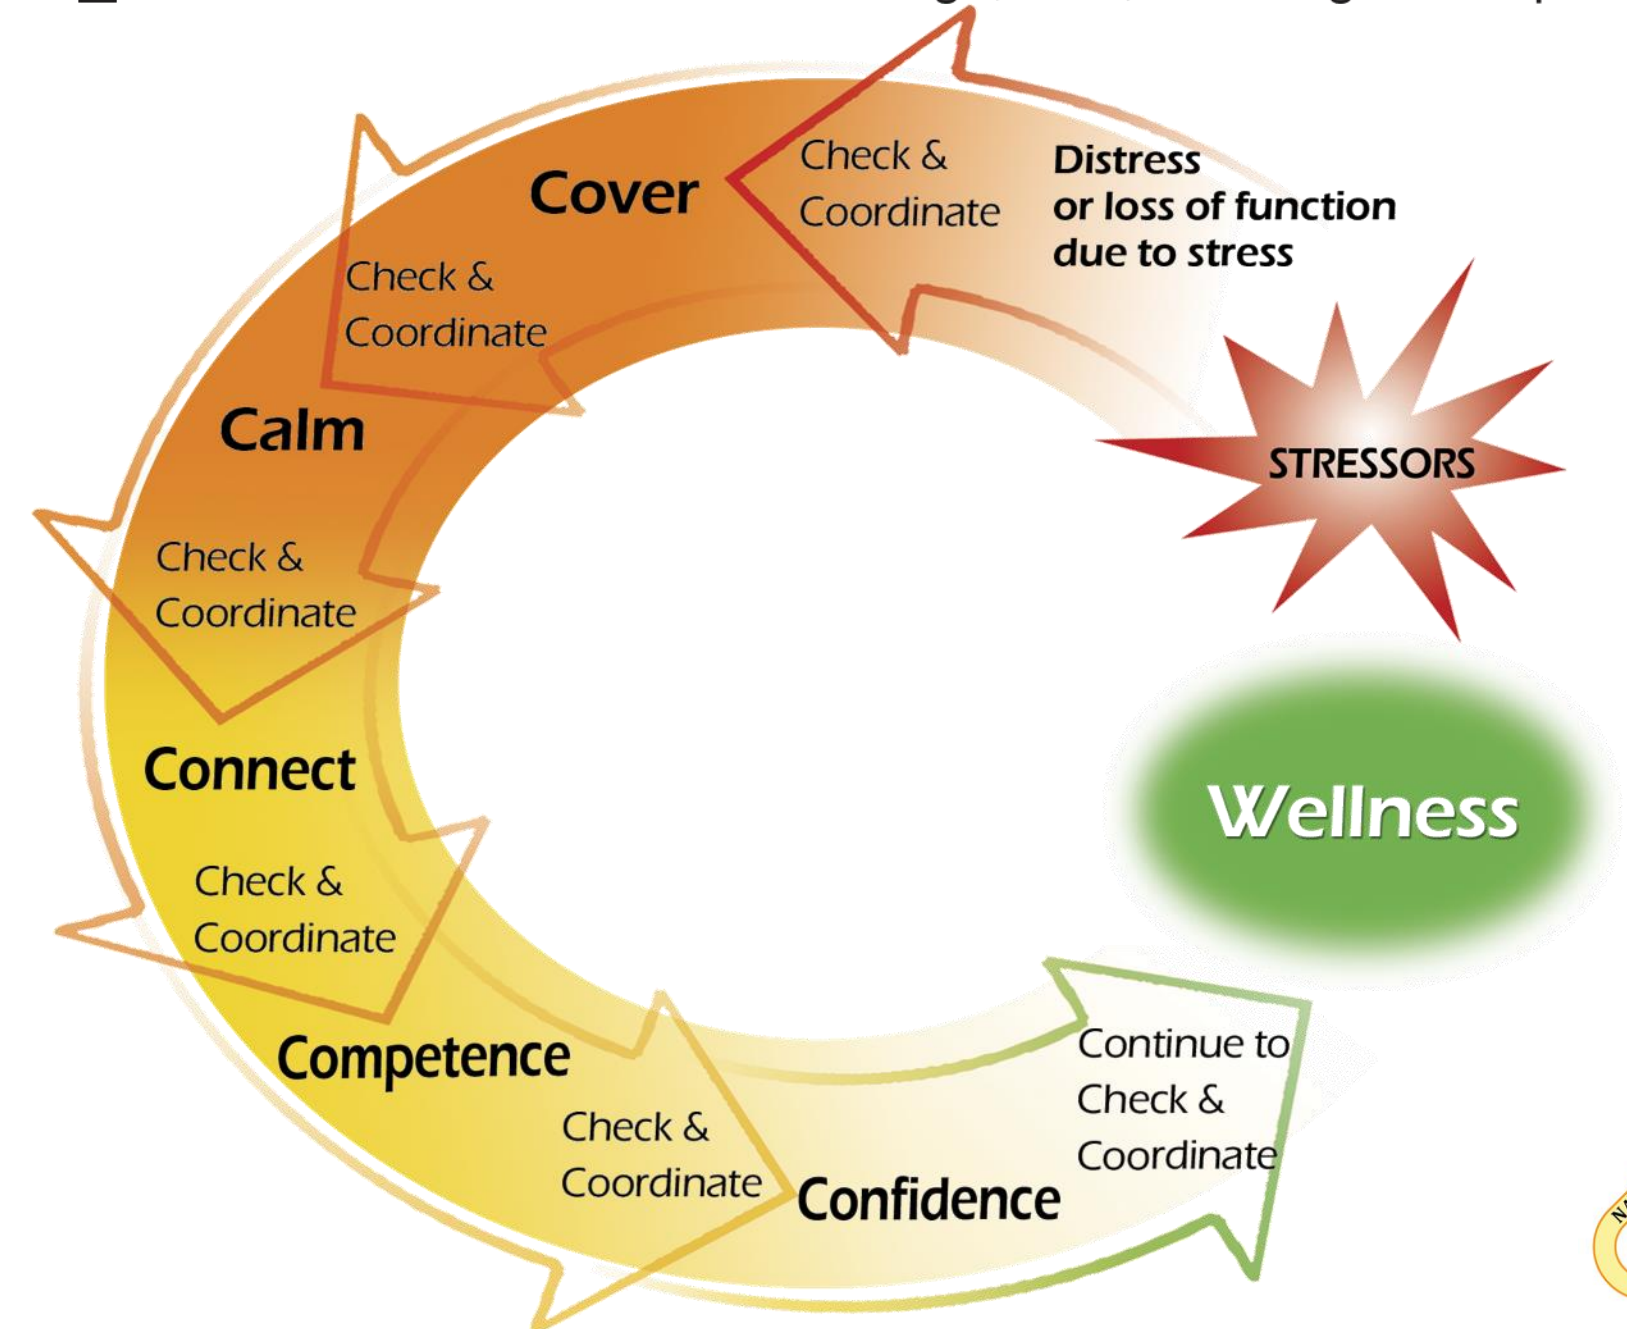 Check &
Coordinate
Distress
or loss of function
due to stress
STRESSORS
Cover
Check &
Coordinate
Calm
Check &
Coordinate
Connect
Check &
Coordinate
Competence
Check &
Coordinate
Confidence
Continue to
Check &
Coordinate
Wellness